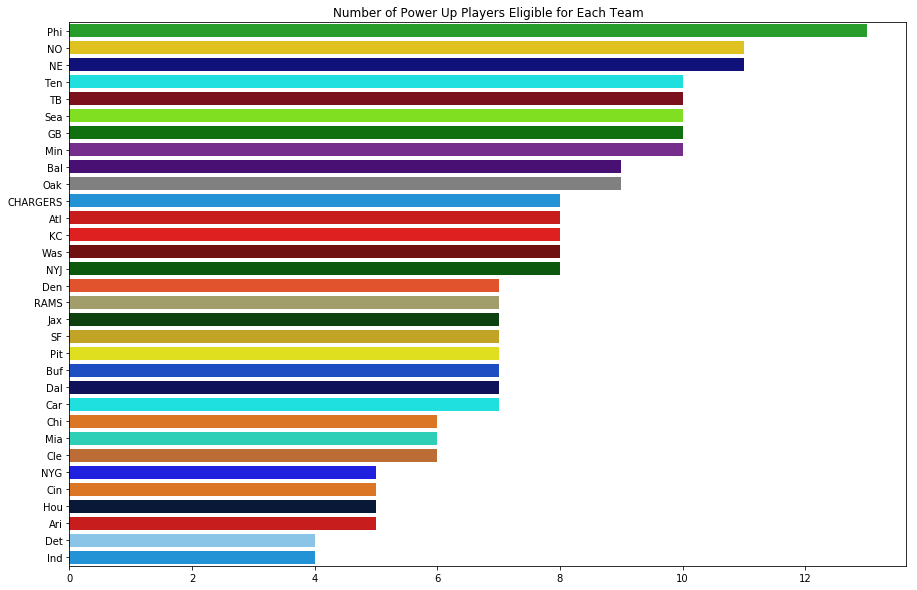 Number of Power Up Players Eligible for Each Team
Phi
NO
NE
Ten
TB
Sea
GB
Min
Bal
Oak
CHARGERS
Atl
KC
Was
NYJ
Den
RAMS
Jax
SF
Pit
Buf
Dal
Car
Chi
Mia
Cle
NYG
Cin
Hou
Ari
Det
Ind
0 2 4 6 8 10 12